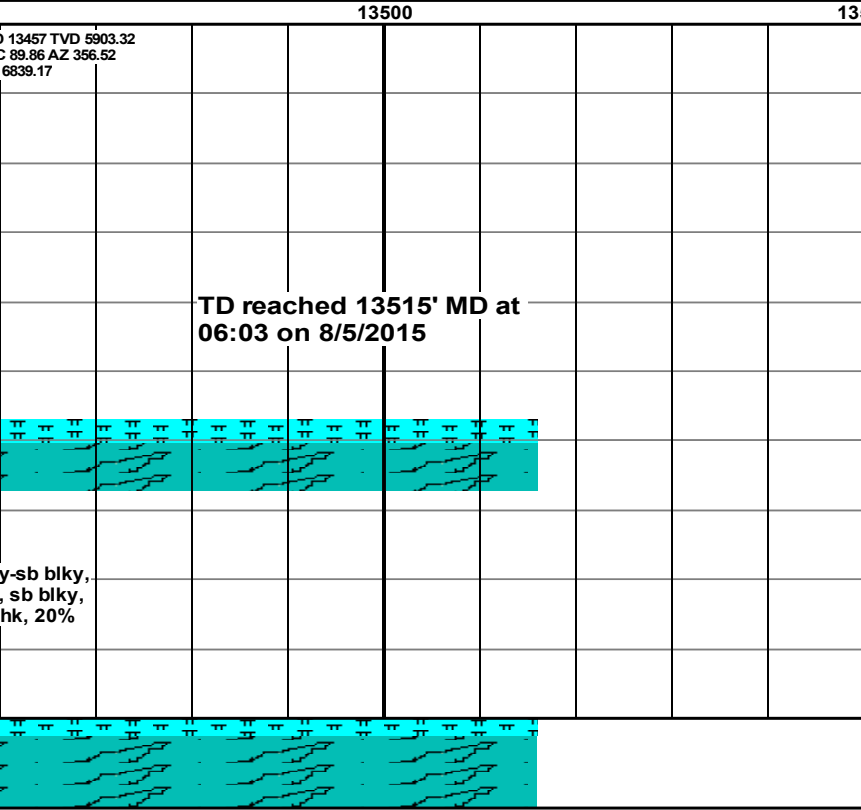 13500
13457 TVD 5903.32
89.86 AZ 356.52
6839.17
TD reached 13515' MD at
06:03 on 8/5/2015
y-sb blky,
, sb blky,
hk, 20%